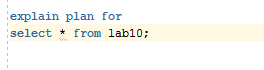 explain plan for
select * from lab10;